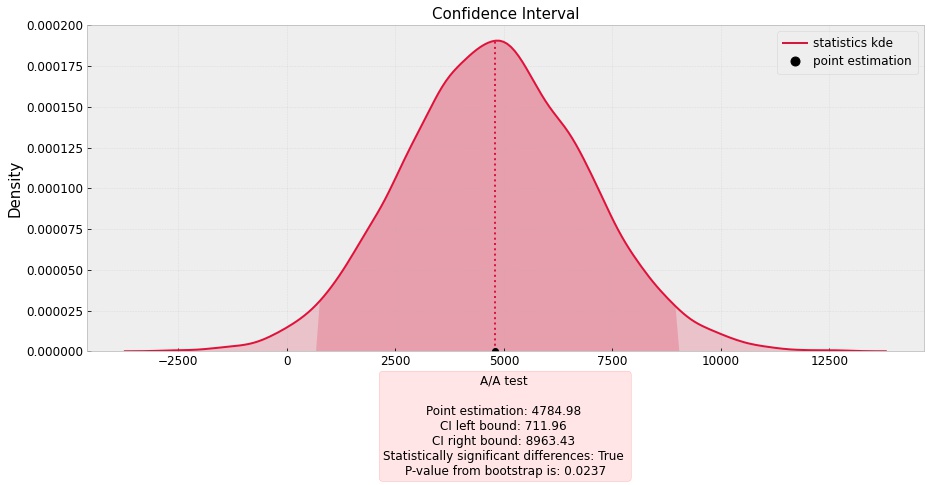 Confidence Interval
0.000200
0.000175
0.000150
0.000125
0.000100
0.000075
0.000050
0.000025
0.000000
Density
statistics kde
point estimation
−2500
0
2500
5000
7500
10000
12500
A/A test
Point estimation: 4784.98
CI left bound: 711.96
CI right bound: 8963.43
Statistically significant differences: True
P-value from bootstrap is: 0.0237